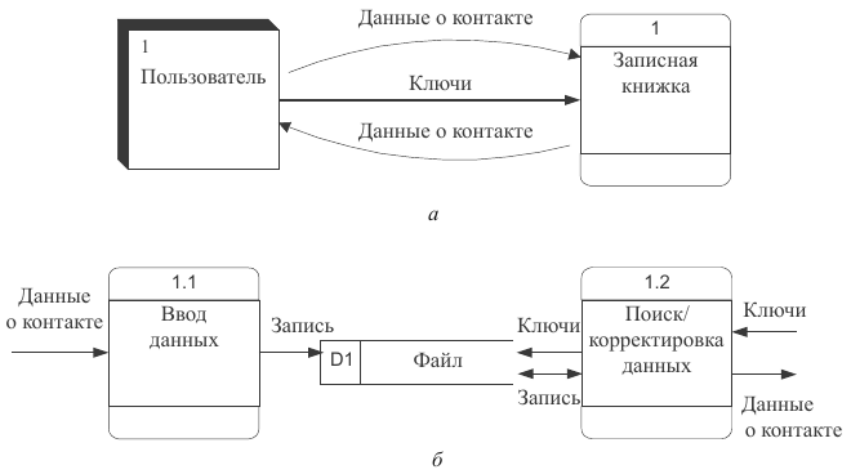 Данные о контакте
1
Пользователь
1
Записная
книжка
Ключи
Данные о контакте
а
Данные
о контакте
1.1
Ввод
данных
Запись
D1
Файл
Ключи
Запись
1.2
Поиск/
корректировка
данных
Ключи
Данные
о контакте
б